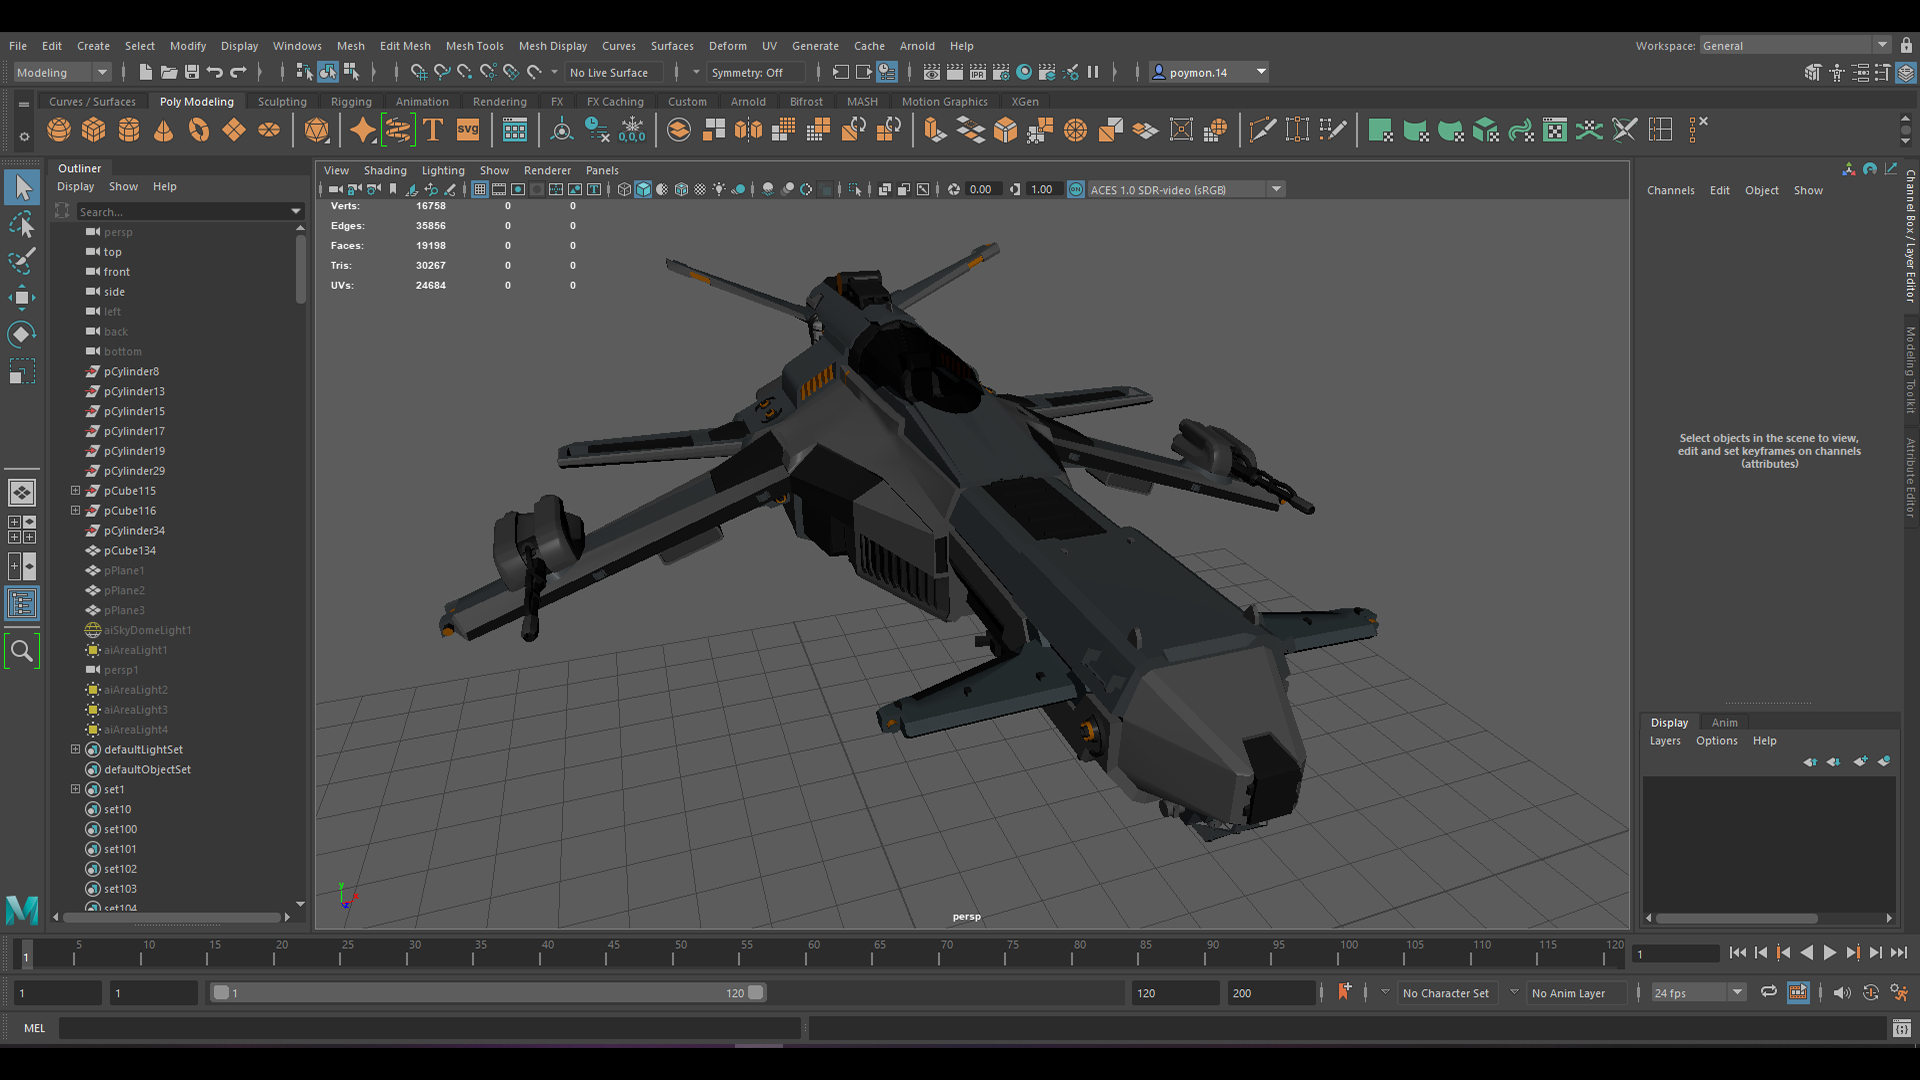 File Edit Create Select Modify Display Windows Mesh Edit Mesh Mesh Tools Mesh Display Curves Surfaces Deform UV Generate Cache Arnold Help Workspace: General
Modeling No Live Surface Symmetry: Off IPR poymon.14
Curves / Surfaces Poly Modeling Sculpting Rigging Animation Rendering FX FX Caching Custom Arnold Bifrost MASH Motion Graphics XGen
T SVG 0,0,0
Outliner
Display Show Help
Search...
persp
top
front
side
left
back
bottom
pCylinder8
pCylinder13
pCylinder15
pCylinder17
pCylinder19
pCylinder29
pCube115
pCube116
pCylinder34
pCube134
pPlane1
pPlane2
pPlane3
aiSkyDomeLight1
aiAreaLight1
persp1
aiAreaLight2
aiAreaLight3
aiAreaLight4
defaultLightSet
defaultObjectSet
set1
set10
set100
set101
set102
set103
set104
View Shading Lighting Show Renderer Panels
0.00 1.00 ON ACES 1.0 SDR-video (sRGB)
Verts: 16758 0 0
Edges: 35856 0 0
Faces: 19198 0 0
Tris: 30267 0 0
UVs: 24684 0 0
y
persp
Channels Edit Object Show
Select objects in the scene to view,
edit and set keyframes on channels
(attributes)
Channel Box / Layer Editor
Modeling Toolkit
Attribute Editor
Display Anim
Layers Options Help
1 5 10 15 20 25 30 35 40 45 50 55 60 65 70 75 80 85 90 95 100 105 110 115 120 1
1 1 1 120 120 200 No Character Set No Anim Layer 24 fps
MEL